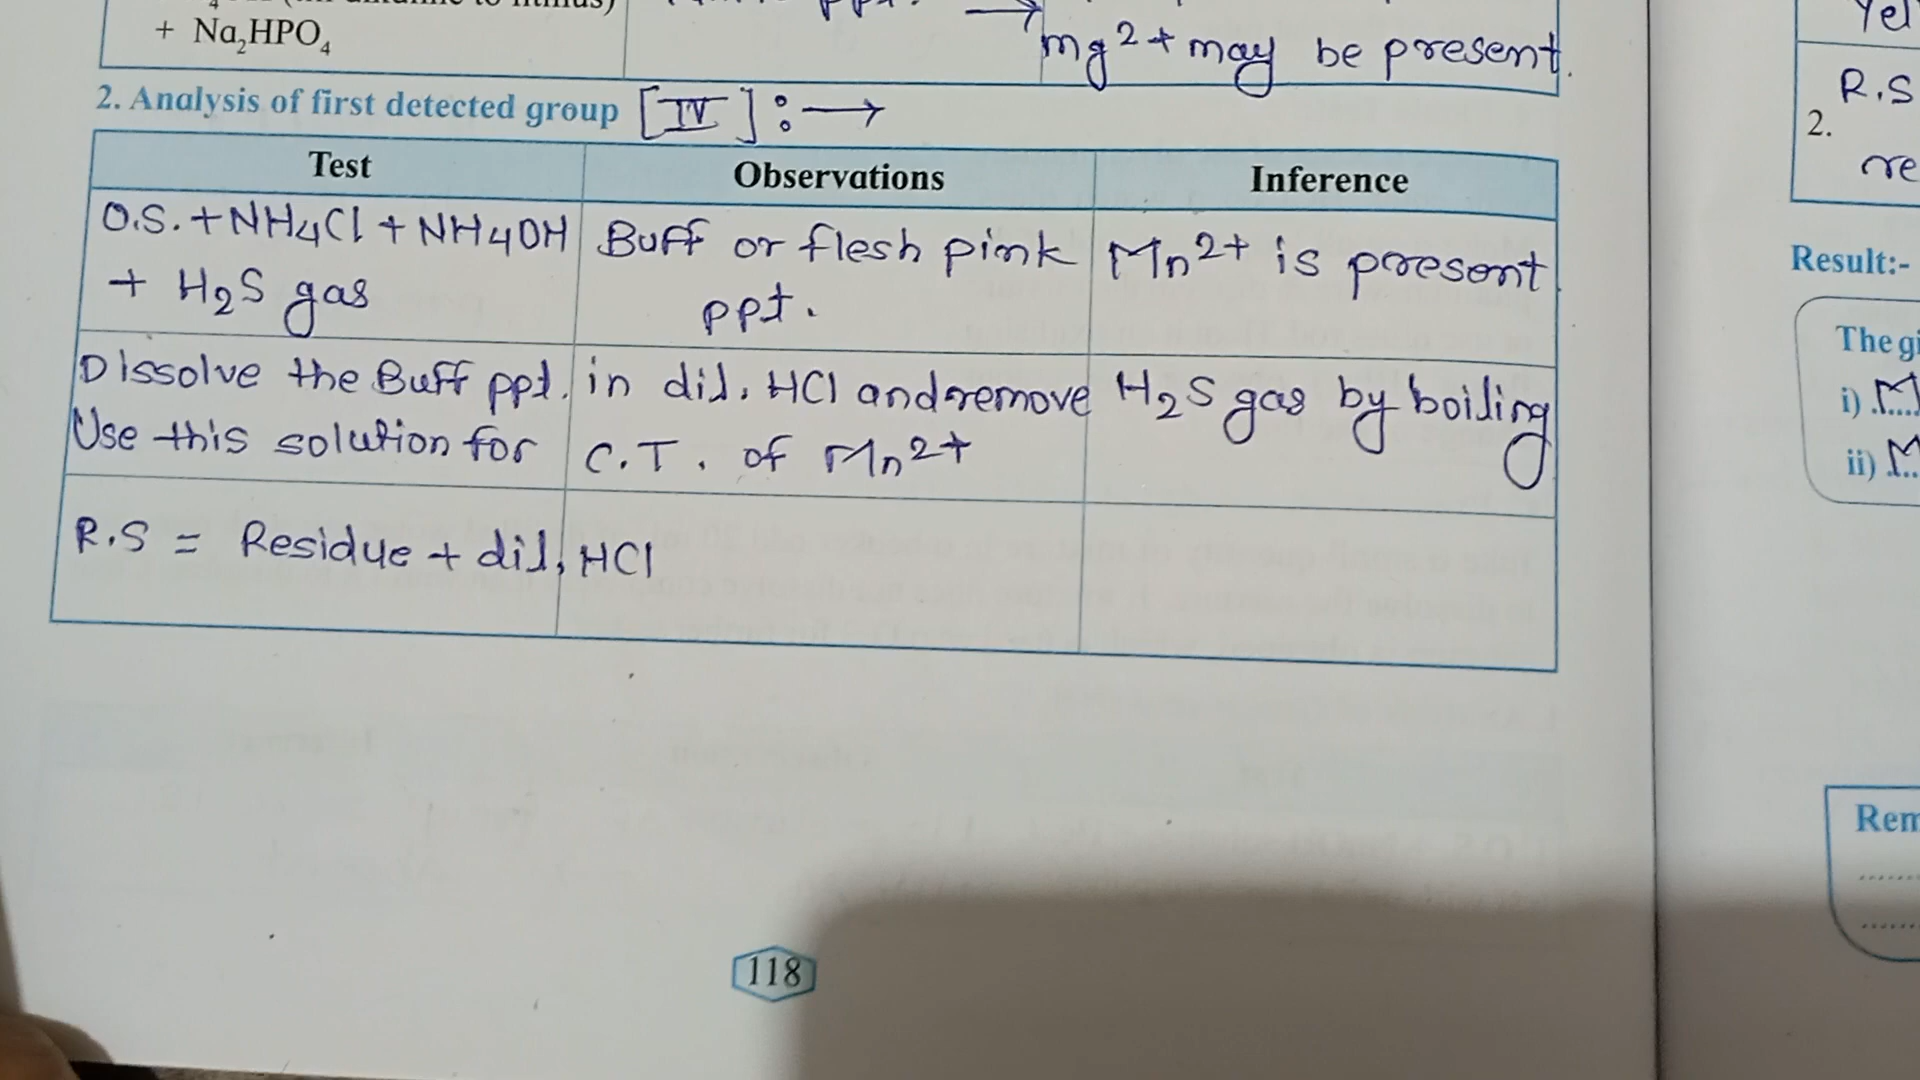 + Na₂HPO₄
mg²⁺ may be present.
2. Analysis of first detected group [IV] :→
Test Observations Inference
O.S. + NH₄Cl + NH₄OH Buff or flesh pink Mn²⁺ is present
+ H₂S gas ppt.
Dissolve the Buff ppt. in dil. HCl and remove H₂S gas by boiling
Use this solution for C.T. of Mn²⁺
R.S = Residue + dil, HCl
118
Yel
R.S
2.
re
Result:-
The gi
i) M
ii) M
Rem